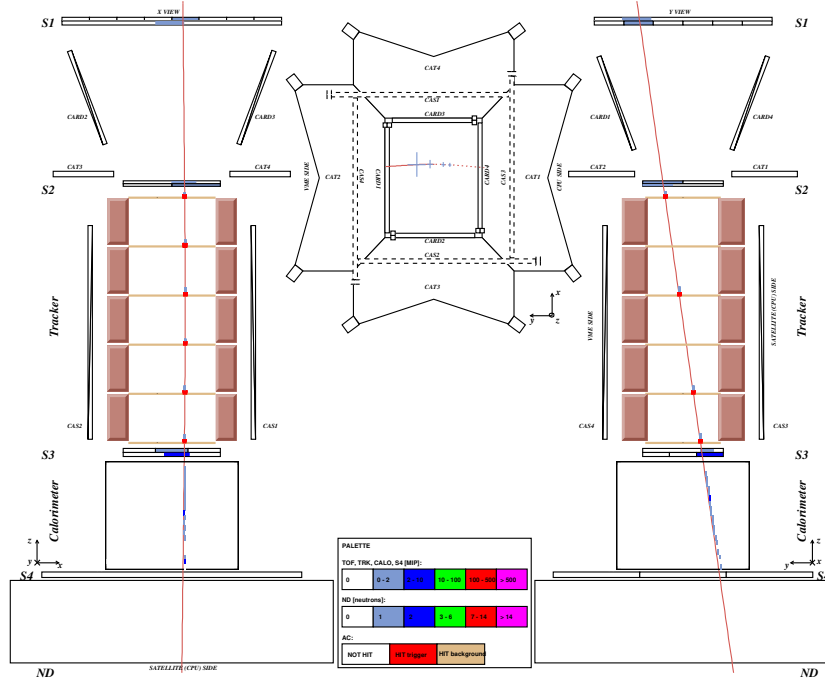 X VIEW
S1
CARD2
CARD3
CAT3
CAT4
S2
Tracker
CAS2
CAS1
S3
Calorimeter
z
y
x
S4
ND
SATELLITE (CPU) SIDE
CAT4
CAS1
CARD3
VME SIDE
CAT2
CAS4
CARD1
CARD4
CAS3
CAT1
CPU SIDE
CARD2
CAS2
CAT3
x
y
z
Y VIEW
S1
CARD1
CARD4
CAT2
CAT1
S2
VME SIDE
SATELLITE(CPU) SIDE
Tracker
CAS4
CAS3
S3
Calorimeter
z
y
x
ND
PALETTE
TOF, TRK, CALO, S4 [MIP]:
0 0 - 2 10 - 100 100 - 500 > 500
ND [neutrons]:
0 1 2 3 - 6 7 - 14 > 14
AC:
NOT HIT HIT trigger HIT background